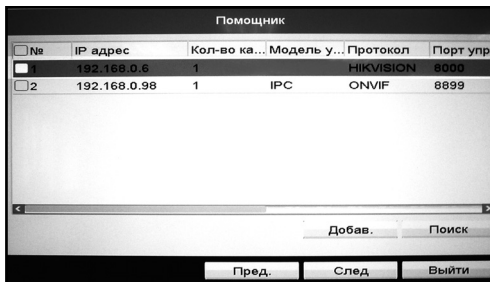 Помощник
№ IP адрес Кол-во ка... Модель у... Протокол Порт упр
1 192.168.0.6 1 HIKVISION 8000
2 192.168.0.98 1 IPC ONVIF 8899
Добав. Поиск
Пред. След Выйти